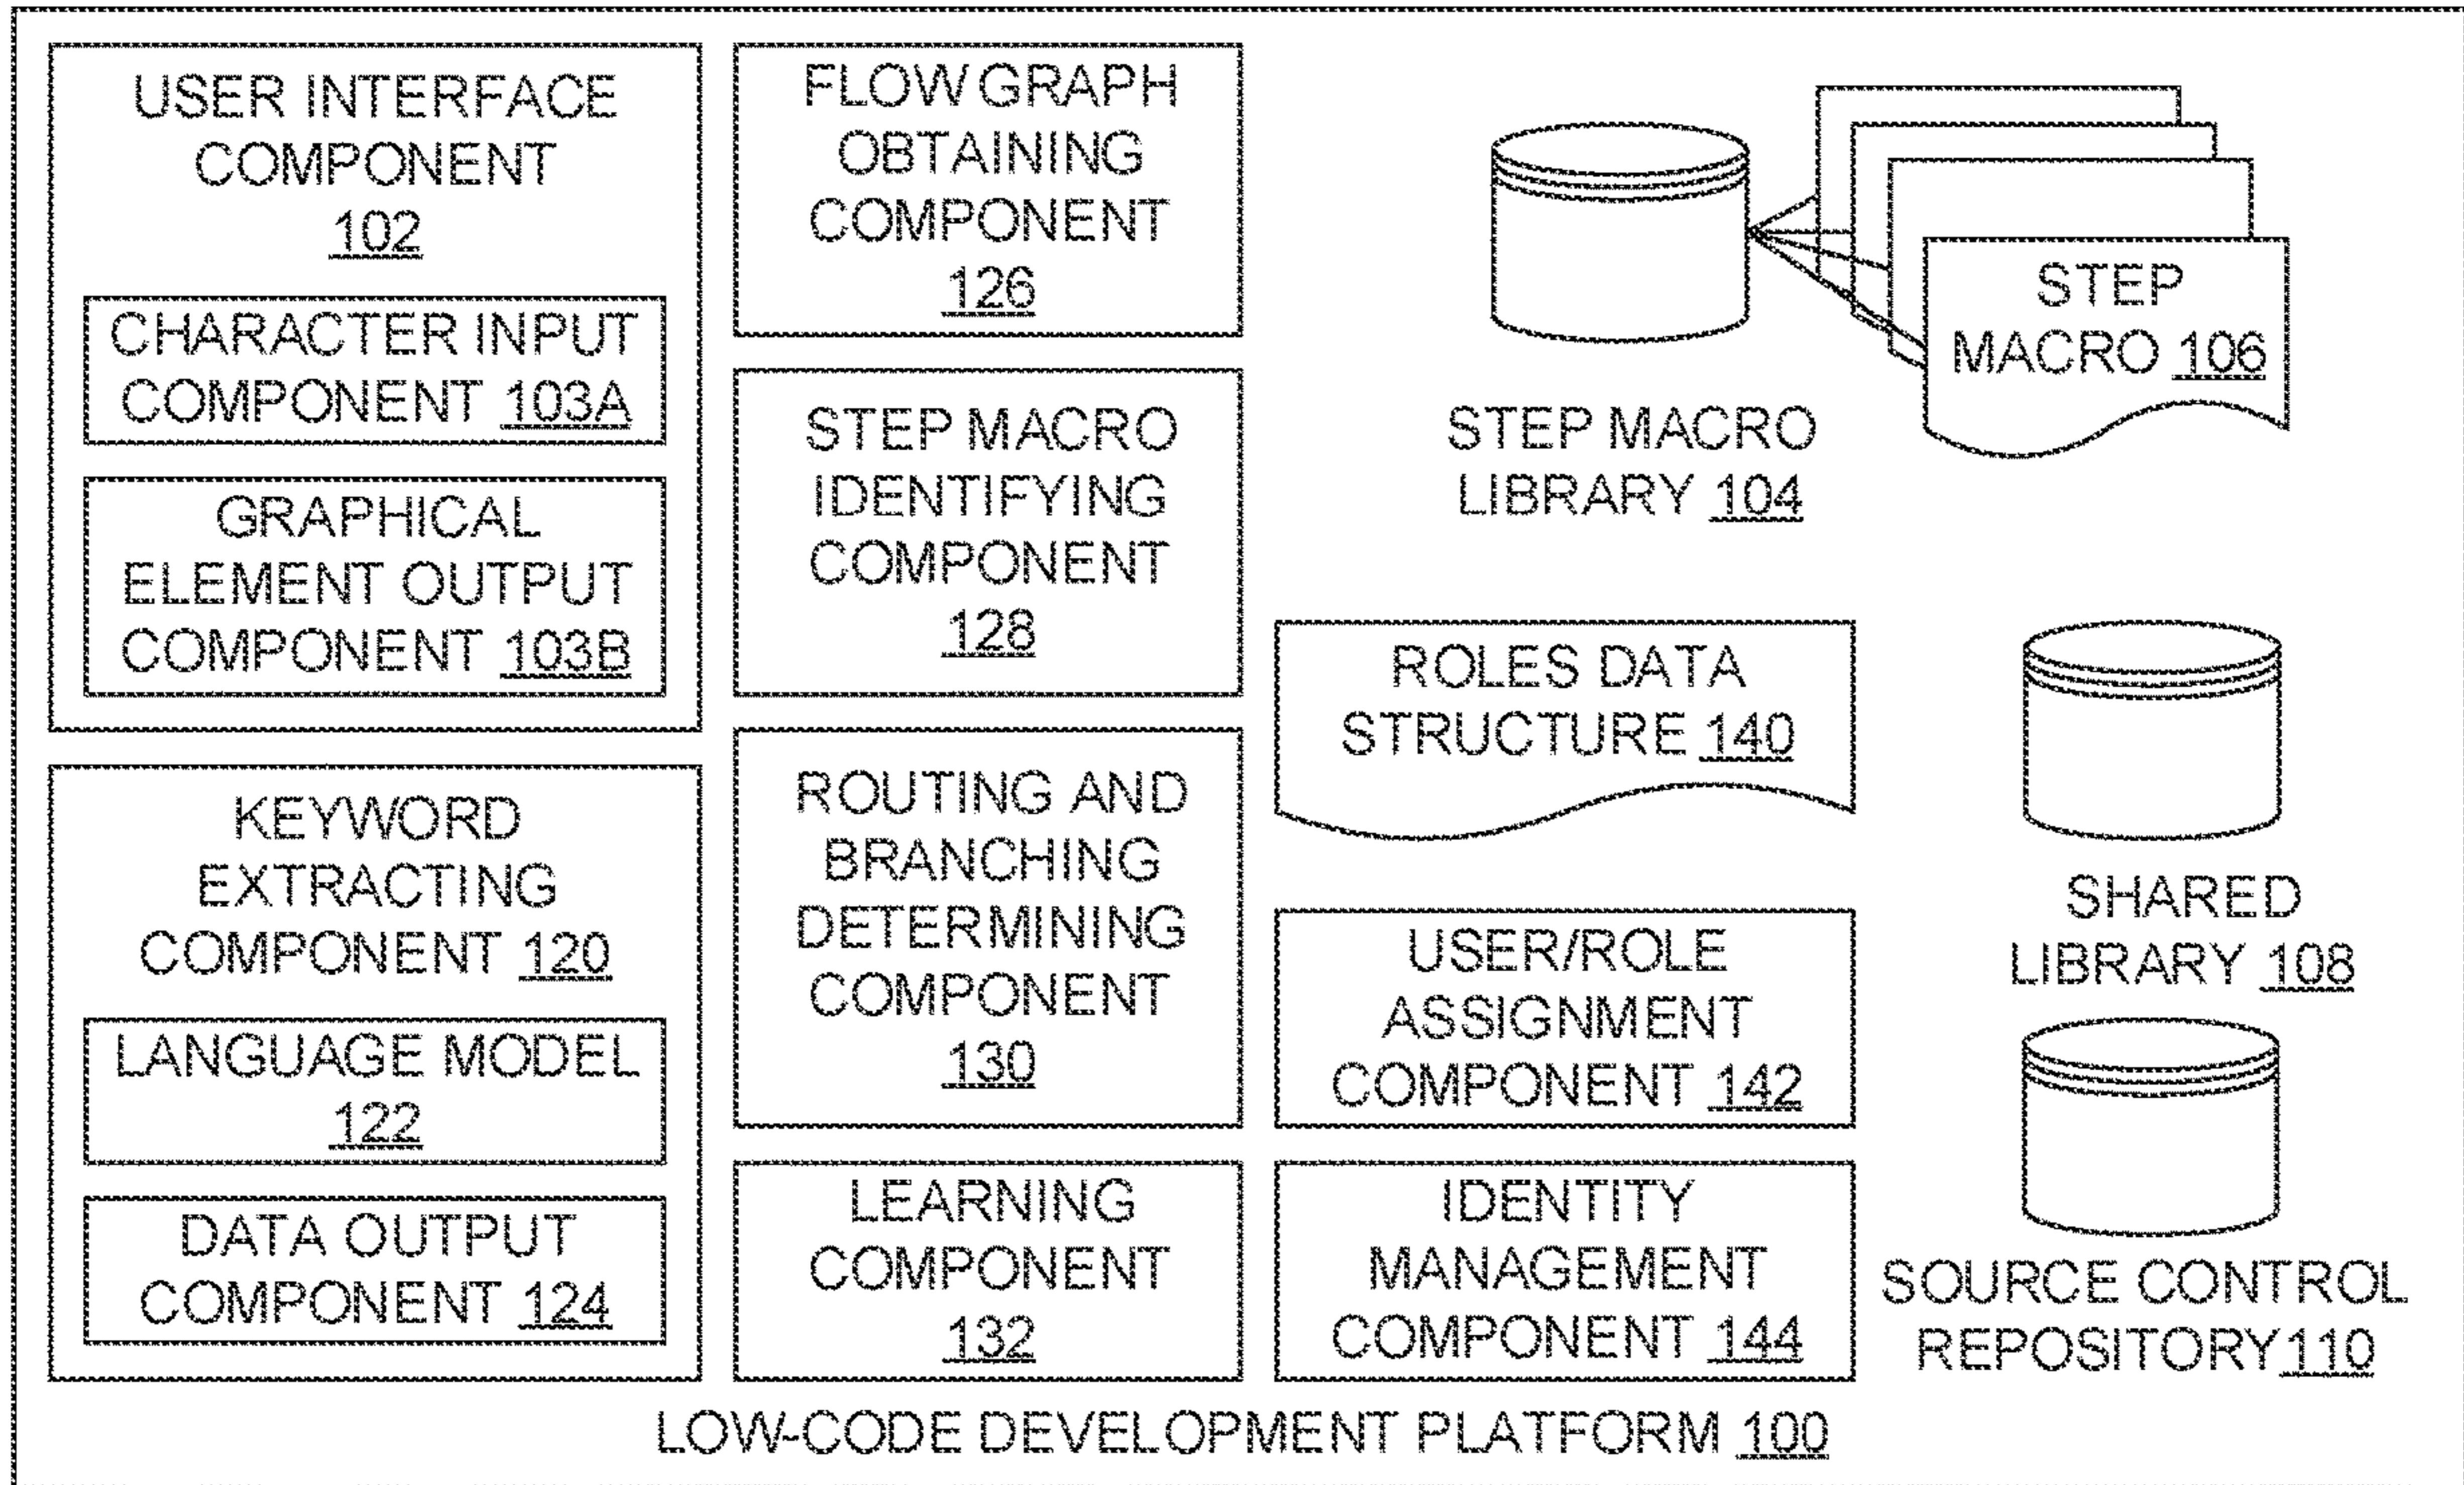 USER INTERFACE
COMPONENT
102
CHARACTER INPUT
COMPONENT 103A
GRAPHICAL
ELEMENT OUTPUT
COMPONENT 103B
KEYWORD
EXTRACTING
COMPONENT 120
LANGUAGE MODEL
122
DATA OUTPUT
COMPONENT 124
FLOW GRAPH
OBTAINING
COMPONENT
126
STEP MACRO
IDENTIFYING
COMPONENT
128
ROUTING AND
BRANCHING
DETERMINING
COMPONENT
130
LEARNING
COMPONENT
132
STEP MACRO
LIBRARY 104
STEP
MACRO 106
ROLES DATA
STRUCTURE 140
USER/ROLE
ASSIGNMENT
COMPONENT 142
IDENTITY
MANAGEMENT
COMPONENT 144
SHARED
LIBRARY 108
SOURCE CONTROL
REPOSITORY 110
LOW-CODE DEVELOPMENT PLATFORM 100